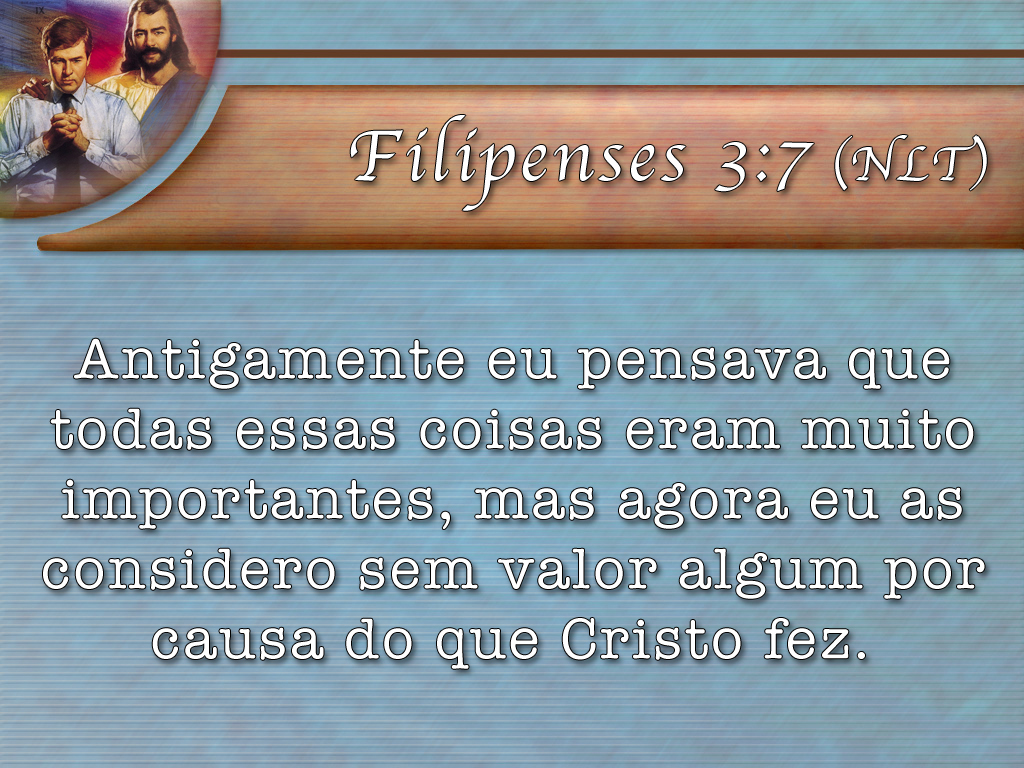 Filipenses 3:7 (NLT)
Antigamente eu pensava que
todas essas coisas eram muito
importantes, mas agora eu as
considero sem valor algum por
causa do que Cristo fez.